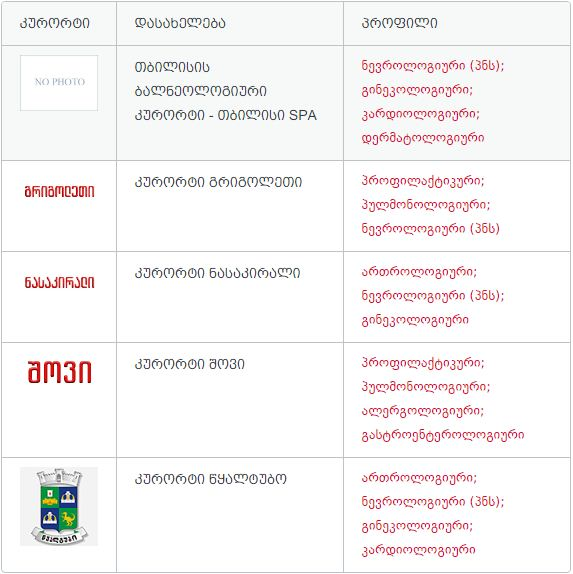 კურორტი დასახელება პროფილი
NO PHOTO
თბილისის
ბალნეოლოგიური
კურორტი - თბილისი SPA
ნევროლოგიური (პნს);
გინეკოლოგიური;
კარდიოლოგიური;
დერმატოლოგიური
გრიგოლეთი
კურორტი გრიგოლეთი
პროფილაქტიკური;
პულმონოლოგიური;
ნევროლოგიური (პნს)
ნასაკირალი
კურორტი ნასაკირალი
ართროლოგიური;
ნევროლოგიური (პნს);
გინეკოლოგიური
შოვი
კურორტი შოვი
პროფილაქტიკური;
პულმონოლოგიური;
ალერგოლოგიური;
გასტროენტეროლოგიური
წყალტუბო
კურორტი წყალტუბო
ართროლოგიური;
ნევროლოგიური (პნს);
გინეკოლოგიური;
კარდიოლოგიური